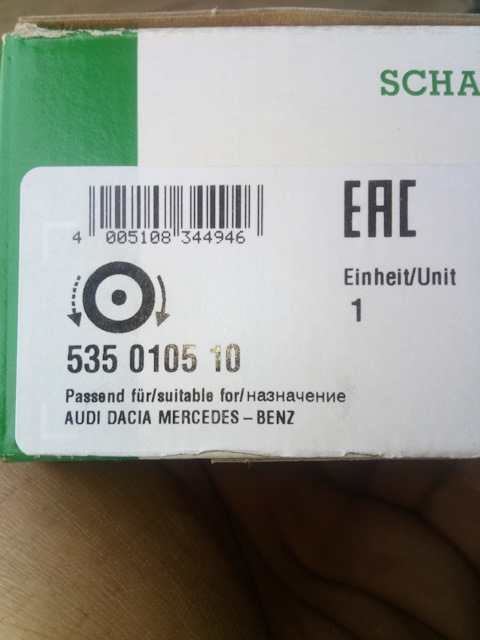 SCHA
EAC
4 005108 344946
Einheit/Unit
1
535 0105 10
Passend für/suitable for/назначение
AUDI DACIA MERCEDES – BENZ